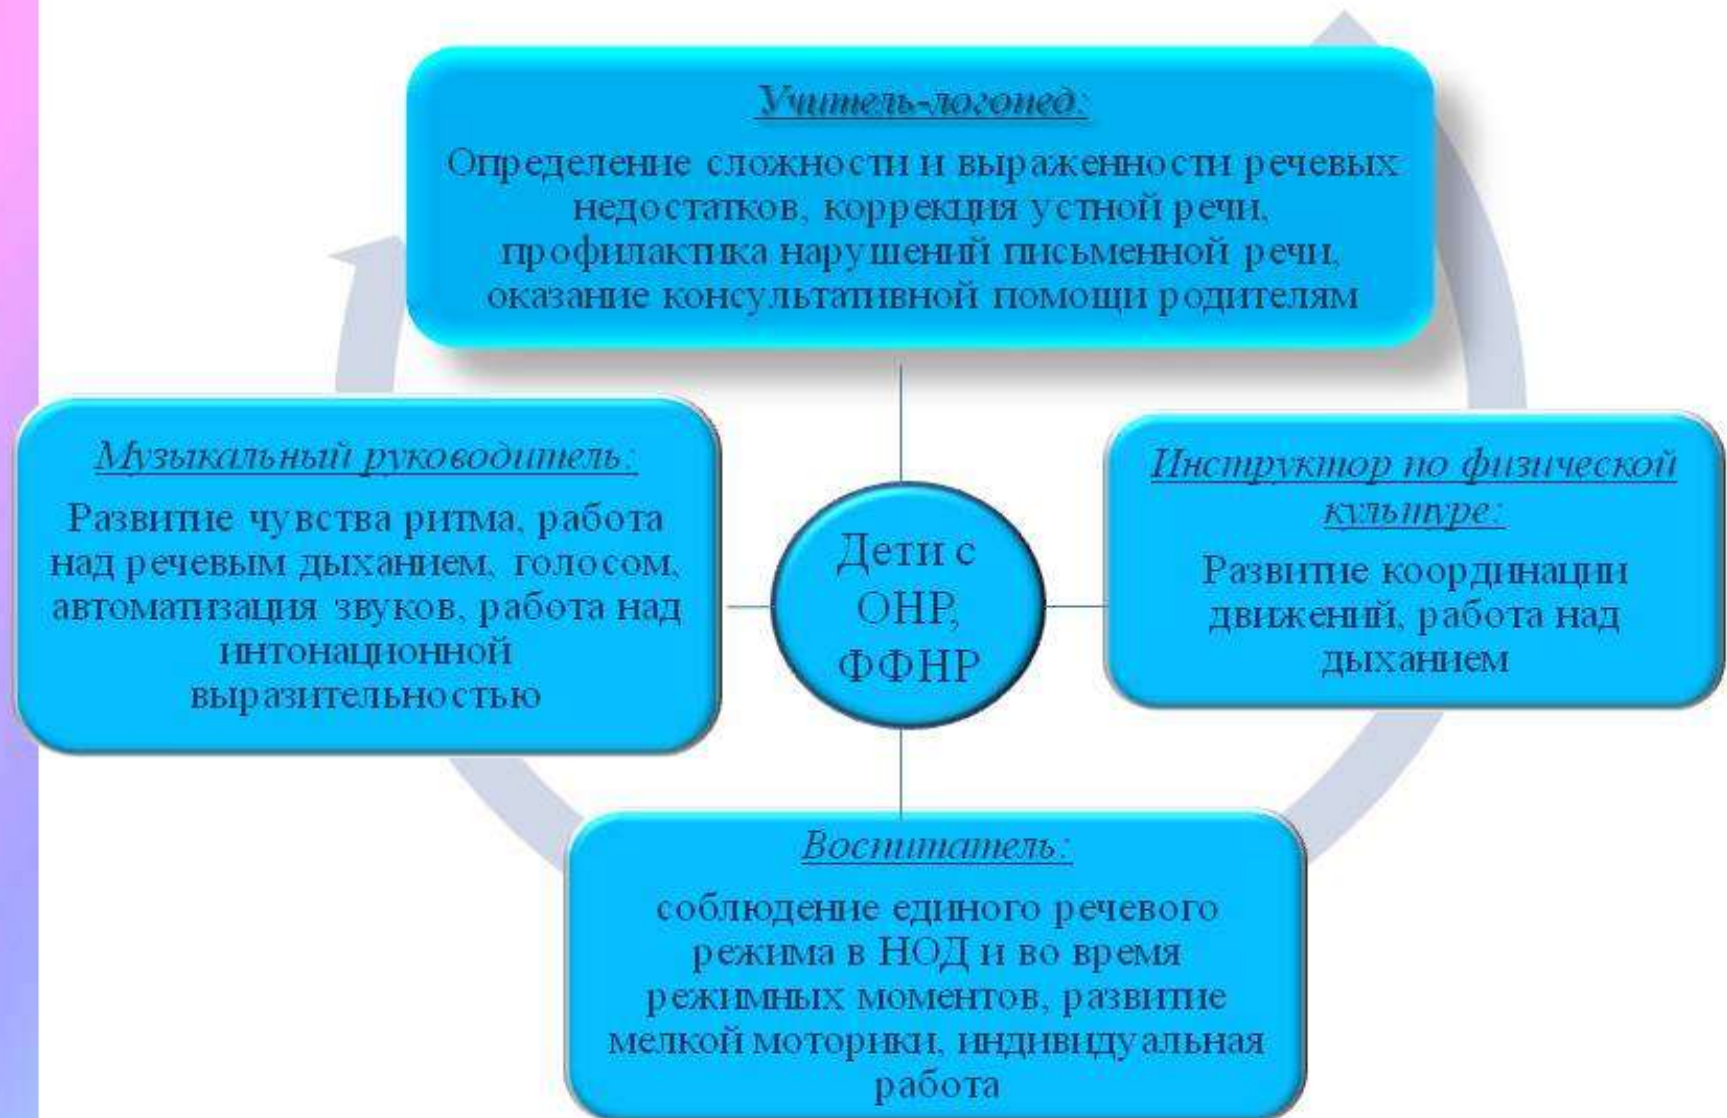 Учитель-логопед:
Определение сложности и выраженности речевых
недостатков, коррекция устной речи,
профилактика нарушений письменной речи,
оказание консультативной помощи родителям
Музыкальный руководитель:
Развитие чувства ритма, работа
над речевым дыханием, голосом,
автоматизация звуков, работа над
интонационной
выразительностью
Дети с
ОНР,
ФФНР
Инструктор по физической
культуре:
Развитие координации
движений, работа над
дыханием
Воспитатель:
соблюдение единого речевого
режима в НОД и во время
режимных моментов, развитие
мелкой моторики, индивидуальная
работа